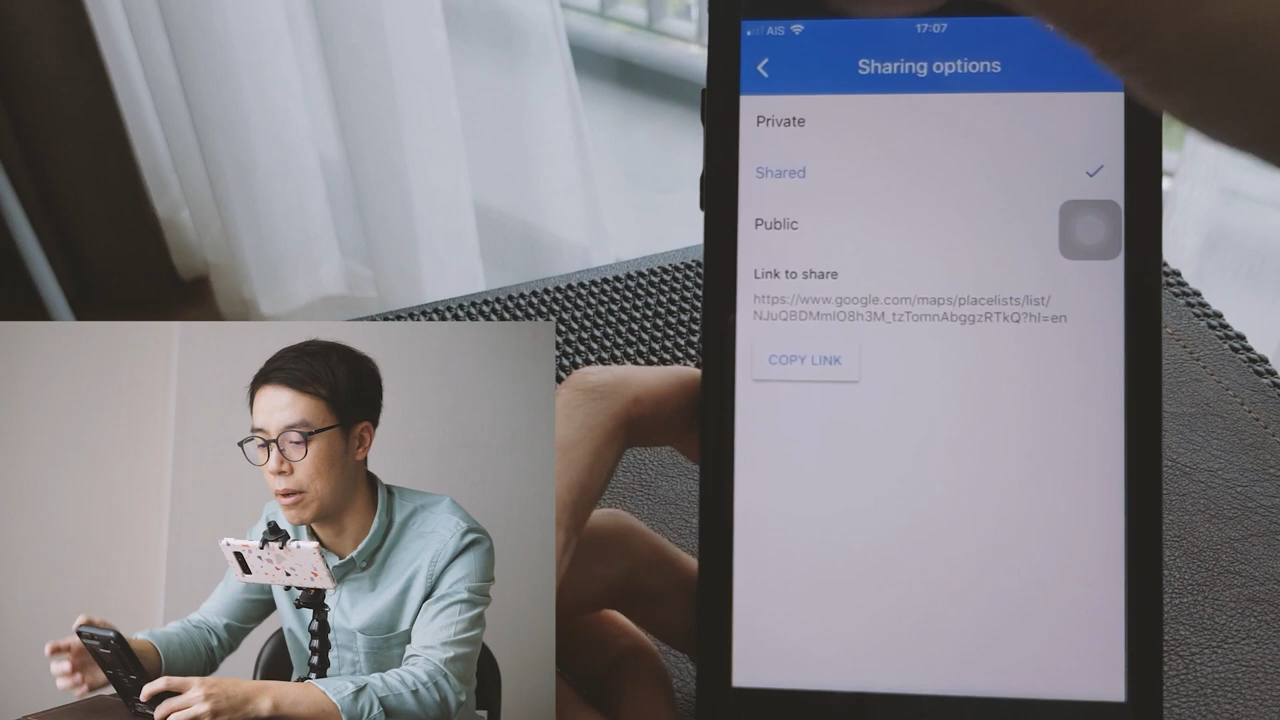 AIS 17:07
Sharing options
Private
Shared
Public
Link to share
https://www.google.com/maps/placelists/list/
NJuQBDMmIO8h3M_tzTomnAbggzRTkQ?hl=en
COPY LINK